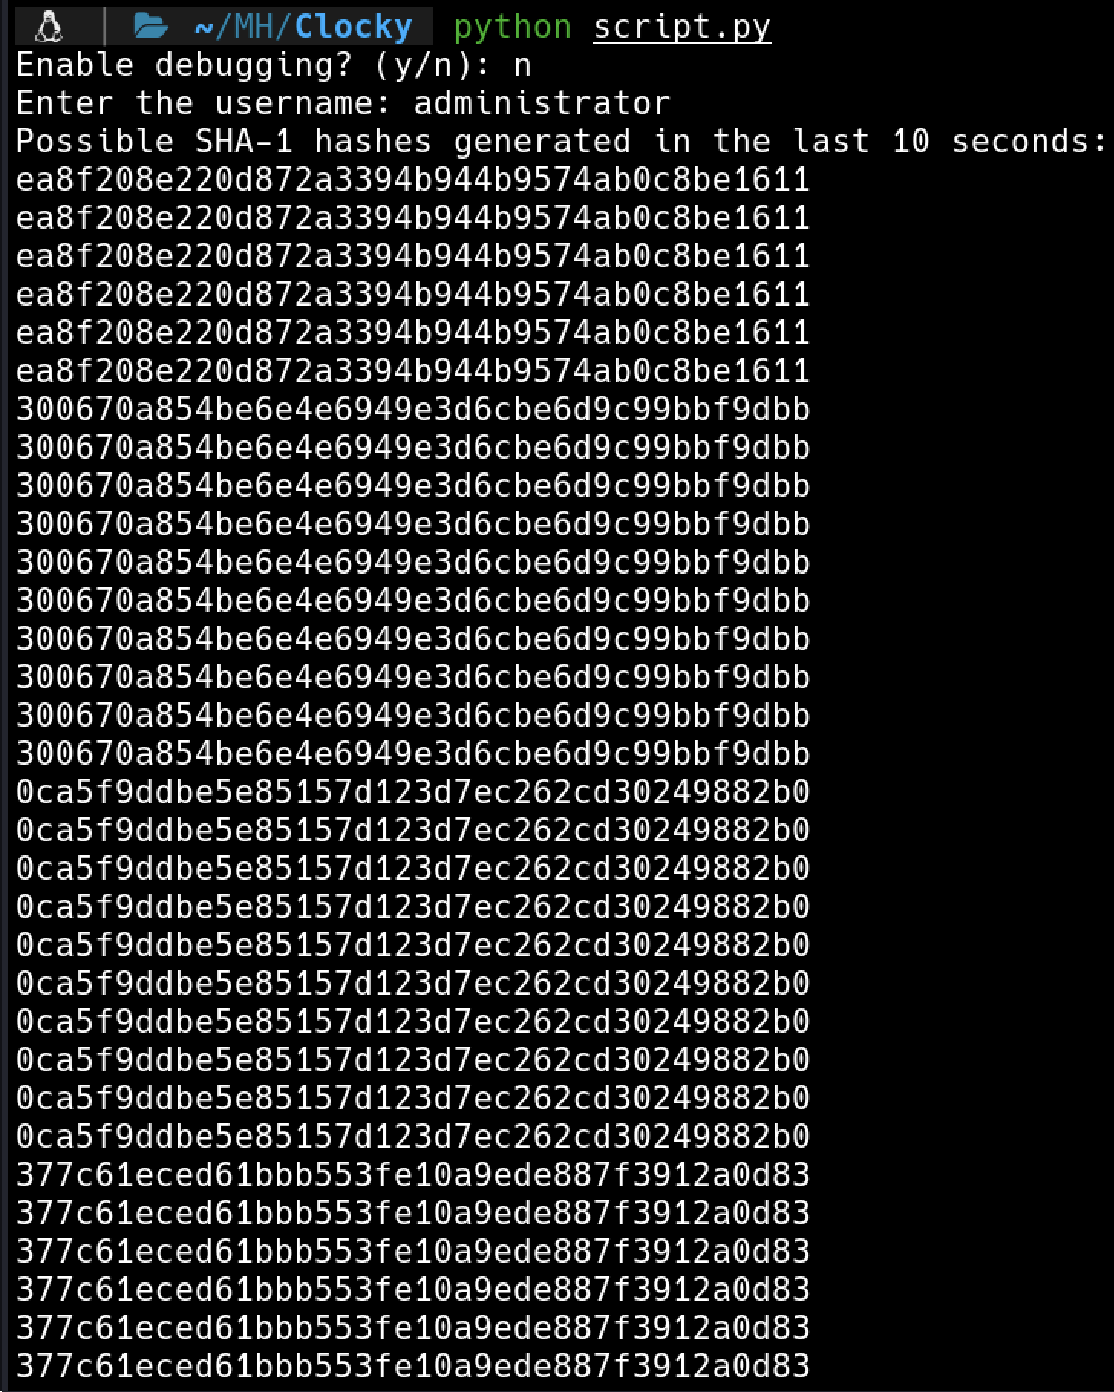 ~/MH/Clocky python script.py
Enable debugging? (y/n): n
Enter the username: administrator
Possible SHA-1 hashes generated in the last 10 seconds:
ea8f208e220d872a3394b944b9574ab0c8be1611
ea8f208e220d872a3394b944b9574ab0c8be1611
ea8f208e220d872a3394b944b9574ab0c8be1611
ea8f208e220d872a3394b944b9574ab0c8be1611
ea8f208e220d872a3394b944b9574ab0c8be1611
ea8f208e220d872a3394b944b9574ab0c8be1611
300670a854be6e4e6949e3d6cbe6d9c99bbf9dbb
300670a854be6e4e6949e3d6cbe6d9c99bbf9dbb
300670a854be6e4e6949e3d6cbe6d9c99bbf9dbb
300670a854be6e4e6949e3d6cbe6d9c99bbf9dbb
300670a854be6e4e6949e3d6cbe6d9c99bbf9dbb
300670a854be6e4e6949e3d6cbe6d9c99bbf9dbb
300670a854be6e4e6949e3d6cbe6d9c99bbf9dbb
300670a854be6e4e6949e3d6cbe6d9c99bbf9dbb
300670a854be6e4e6949e3d6cbe6d9c99bbf9dbb
300670a854be6e4e6949e3d6cbe6d9c99bbf9dbb
0ca5f9ddbe5e85157d123d7ec262cd30249882b0
0ca5f9ddbe5e85157d123d7ec262cd30249882b0
0ca5f9ddbe5e85157d123d7ec262cd30249882b0
0ca5f9ddbe5e85157d123d7ec262cd30249882b0
0ca5f9ddbe5e85157d123d7ec262cd30249882b0
0ca5f9ddbe5e85157d123d7ec262cd30249882b0
0ca5f9ddbe5e85157d123d7ec262cd30249882b0
0ca5f9ddbe5e85157d123d7ec262cd30249882b0
0ca5f9ddbe5e85157d123d7ec262cd30249882b0
0ca5f9ddbe5e85157d123d7ec262cd30249882b0
377c61eced61bbb553fe10a9ede887f3912a0d83
377c61eced61bbb553fe10a9ede887f3912a0d83
377c61eced61bbb553fe10a9ede887f3912a0d83
377c61eced61bbb553fe10a9ede887f3912a0d83
377c61eced61bbb553fe10a9ede887f3912a0d83
377c61eced61bbb553fe10a9ede887f3912a0d83